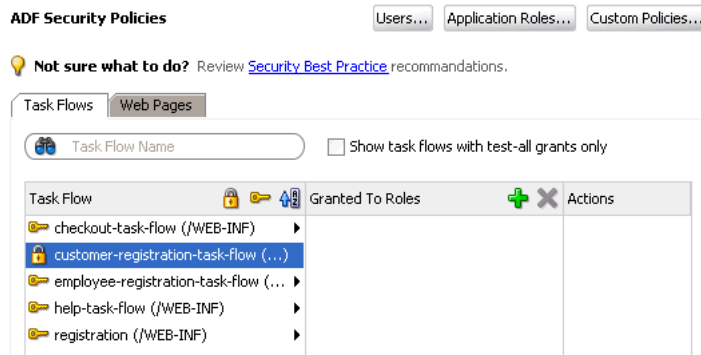 ADF Security Policies Users... Application Roles... Custom Policies...
Not sure what to do? Review Security Best Practice recommandations.
Task Flows Web Pages
Task Flow Name Show task flows with test-all grants only
Task Flow Granted To Roles Actions
checkout-task-flow (/WEB-INF)
customer-registration-task-flow (...)
employee-registration-task-flow (...
help-task-flow (/WEB-INF)
registration (/WEB-INF)